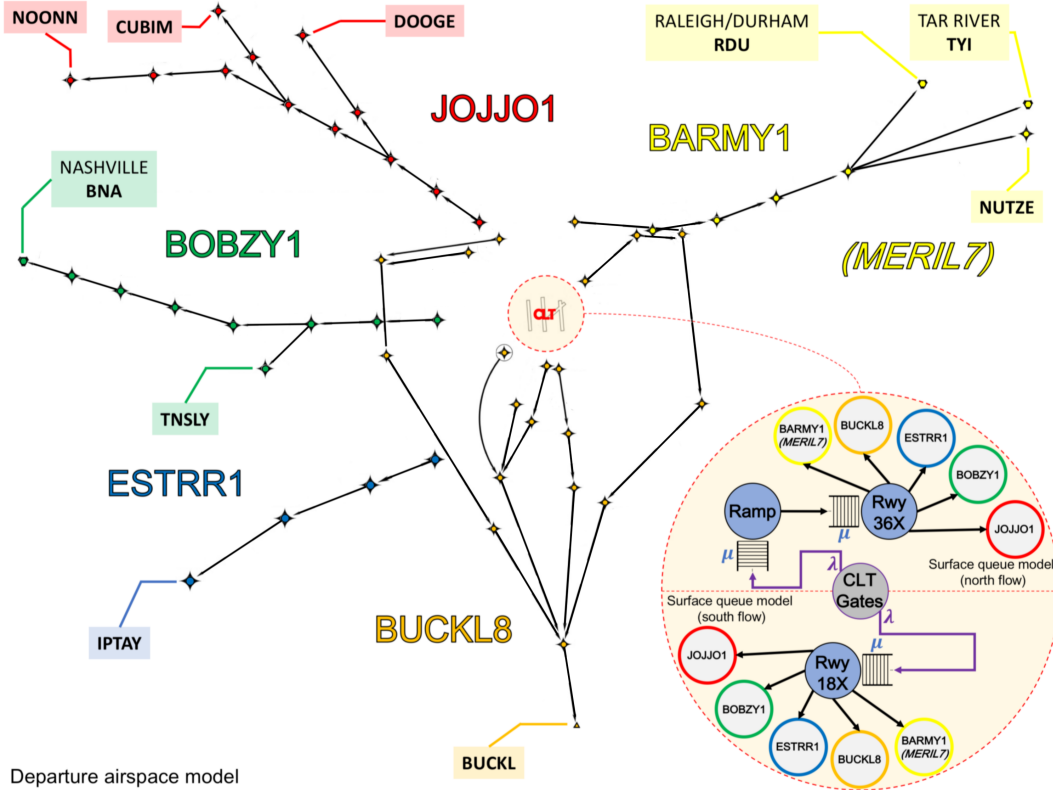 NOONN
CUBIM
DOOGE
RALEIGH/DURHAM
RDU
TAR RIVER
TYI
JOJJO1
BARMY1
NASHVILLE
BNA
NUTZE
BOBZY1
(MERIL7)
CLT
TNSLY
ESTRR1
BARMY1
(MERIL7)
BUCKL8
ESTRR1
BOBZY1
Ramp
Rwy
36X
JOJJO1
μ
μ
Surface queue model
(north flow)
λ
CLT
Gates
Surface queue model
(south flow)
λ
IPTAY
BUCKL8
μ
JOJJO1
Rwy
18X
BOBZY1
ESTRR1
BUCKL8
BARMY1
(MERIL7)
BUCKL
Departure airspace model